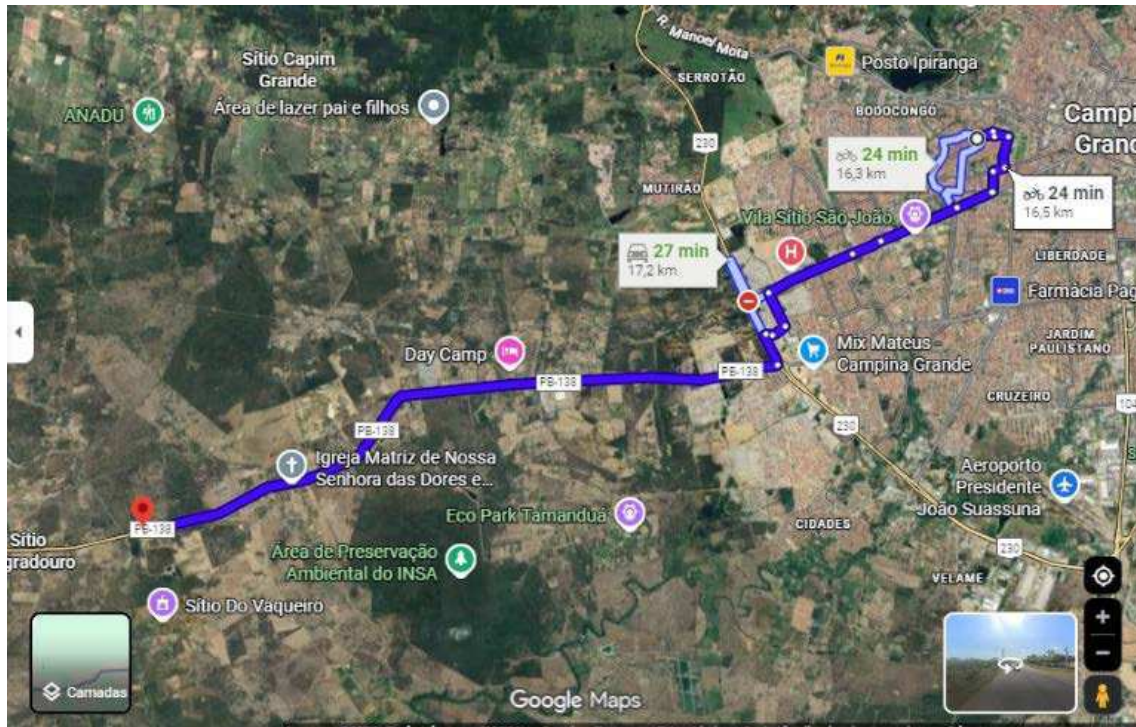 R. Manoel Mota
Sítio Capim
Grande
SERROTÃO
Posto Ipiranga
ANADU
Área de lazer pai e filhos
BODOCONGÓ
Campi
Grand
230
24 min
16,3 km
MUTIRÃO
24 min
16,5 km
Vila Sítio São João
27 min
17,2 km
H
LIBERDADE
Farmácia Pag
JARDIM
PAULISTANO
Day Camp
Mix Mateus -
Campina Grande
PB-138
PB-138
CRUZEIRO
104
PB-138
230
Igreja Matriz de Nossa
Senhora das Dores e...
Aeroporto
Presidente
João Suassuna
Eco Park Tamanduá
CIDADES
PB-138
Sítio
gradouro
Área de Preservação
Ambiental do INSA
230
VELAME
Sítio Do Vaqueiro
Camadas
Google Maps